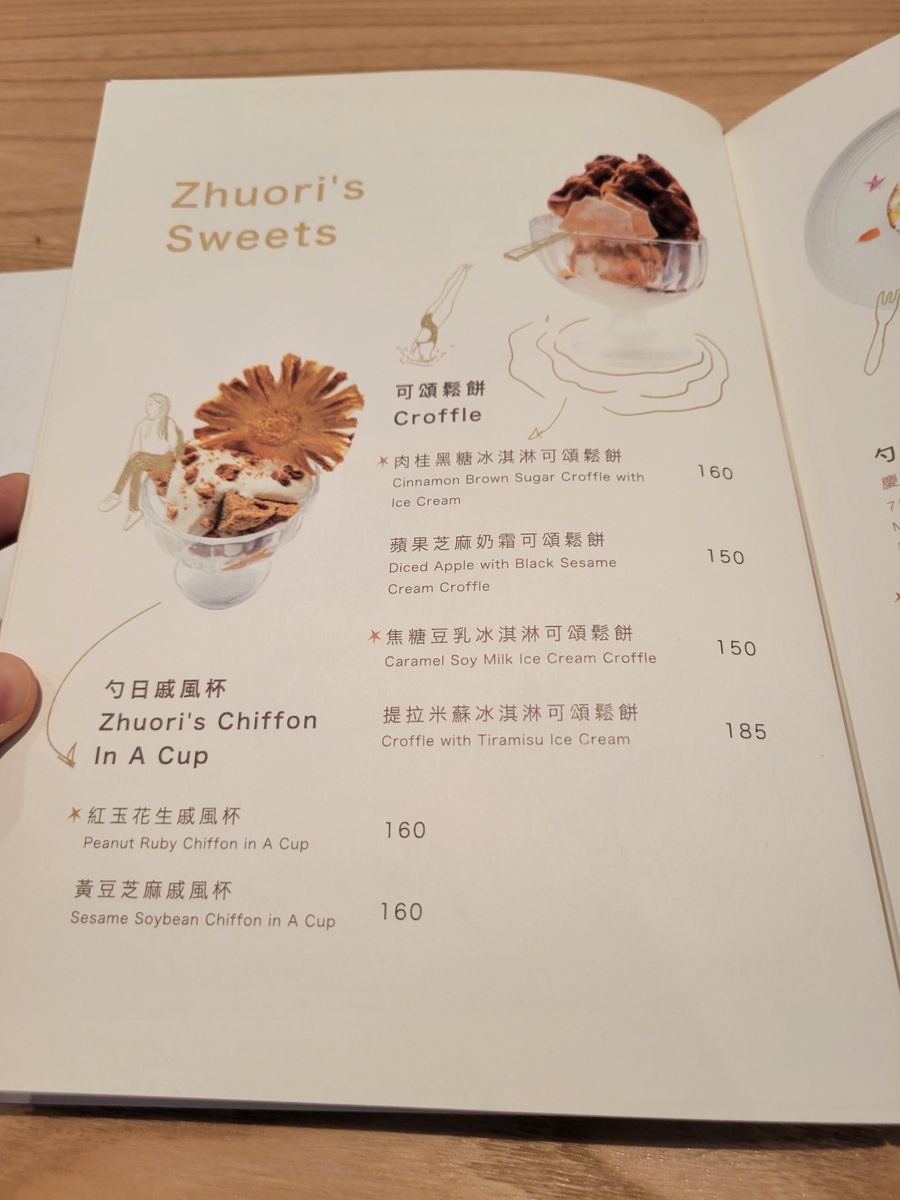 Zhuori's
Sweets
可頌鬆餅
Croffle
肉桂黑糖冰淇淋可頌鬆餅
Cinnamon Brown Sugar Croffle with
Ice Cream
160
蘋果芝麻奶霜可頌鬆餅
Diced Apple with Black Sesame
Cream Croffle
150
焦糖豆乳冰淇淋可頌鬆餅
Caramel Soy Milk Ice Cream Croffle
150
提拉米蘇冰淇淋可頌鬆餅
Croffle with Tiramisu Ice Cream
185
勺日戚風杯
Zhuori's Chiffon
In A Cup
紅玉花生戚風杯
Peanut Ruby Chiffon in A Cup
160
黃豆芝麻戚風杯
Sesame Soybean Chiffon in A Cup
160
勺